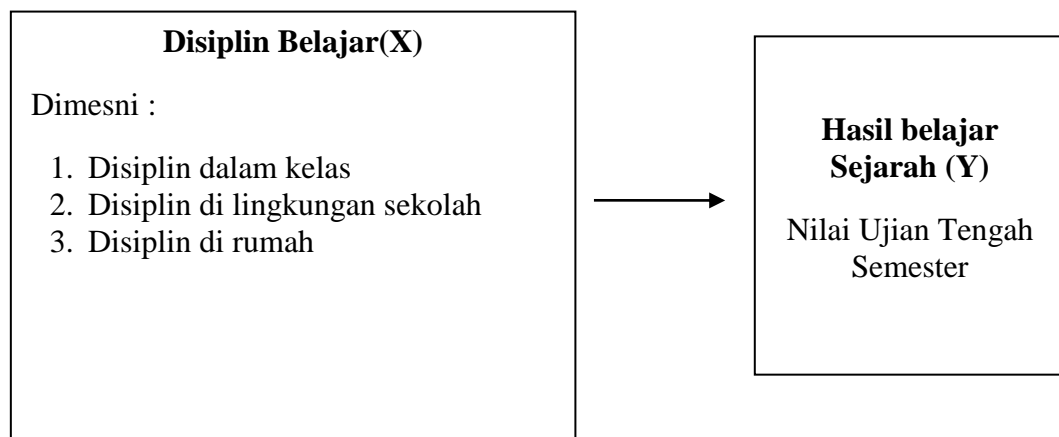 Disiplin Belajar(X)
Dimesni :
1. Disiplin dalam kelas
2. Disiplin di lingkungan sekolah
3. Disiplin di rumah
Hasil belajar
Sejarah (Y)
Nilai Ujian Tengah
Semester